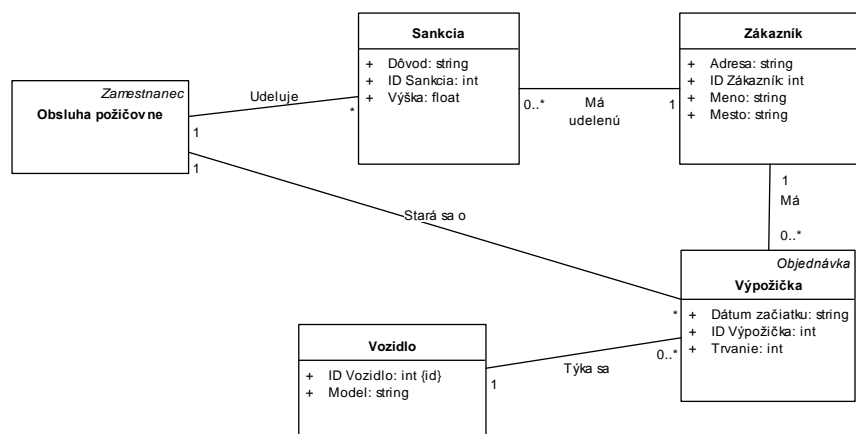 Sankcia
+ Dôvod: string
+ ID Sankcia: int
+ Výška: float
Zákazník
+ Adresa: string
+ ID Zákazník: int
+ Meno: string
+ Mesto: string
Zamestnanec
Obsluha požičovne
Udeluje
1
*
0..*
Má
udelenú
1
1
Stará sa o
*
1
Má
0..*
Objednávka
Výpožička
+ Dátum začiatku: string
+ ID Výpožička: int
+ Trvanie: int
Vozidlo
+ ID Vozidlo: int {id}
+ Model: string
1
Týka sa
0..*